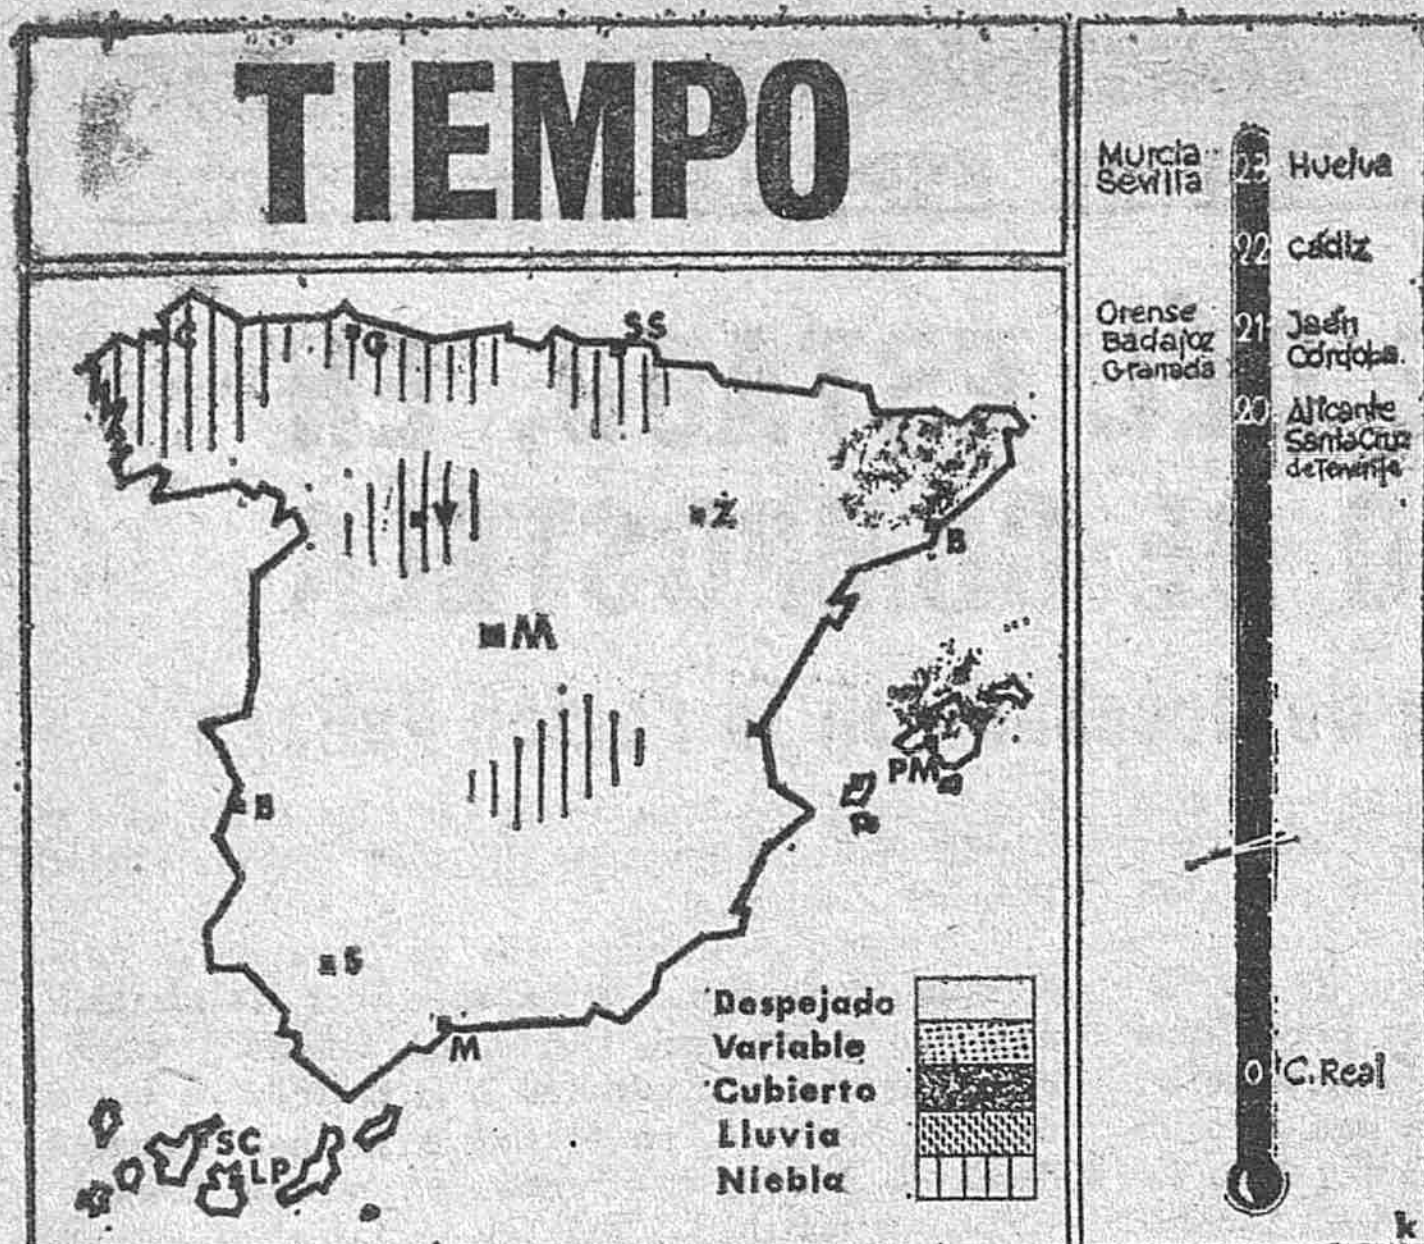 TIEMPO
C
G
SS
V
Z
B
M
B
PM
S
M
SC
LP
Despejado
Variable
Cubierto
Lluvia
Niebla
Murcia
Sevilla
23 Huelva
22 Cádiz
Orense
Badajoz
Granada
21 Jaén
Córdoba
20 Alicante
Santa Cruz
de Tenerife
0 C. Real
k